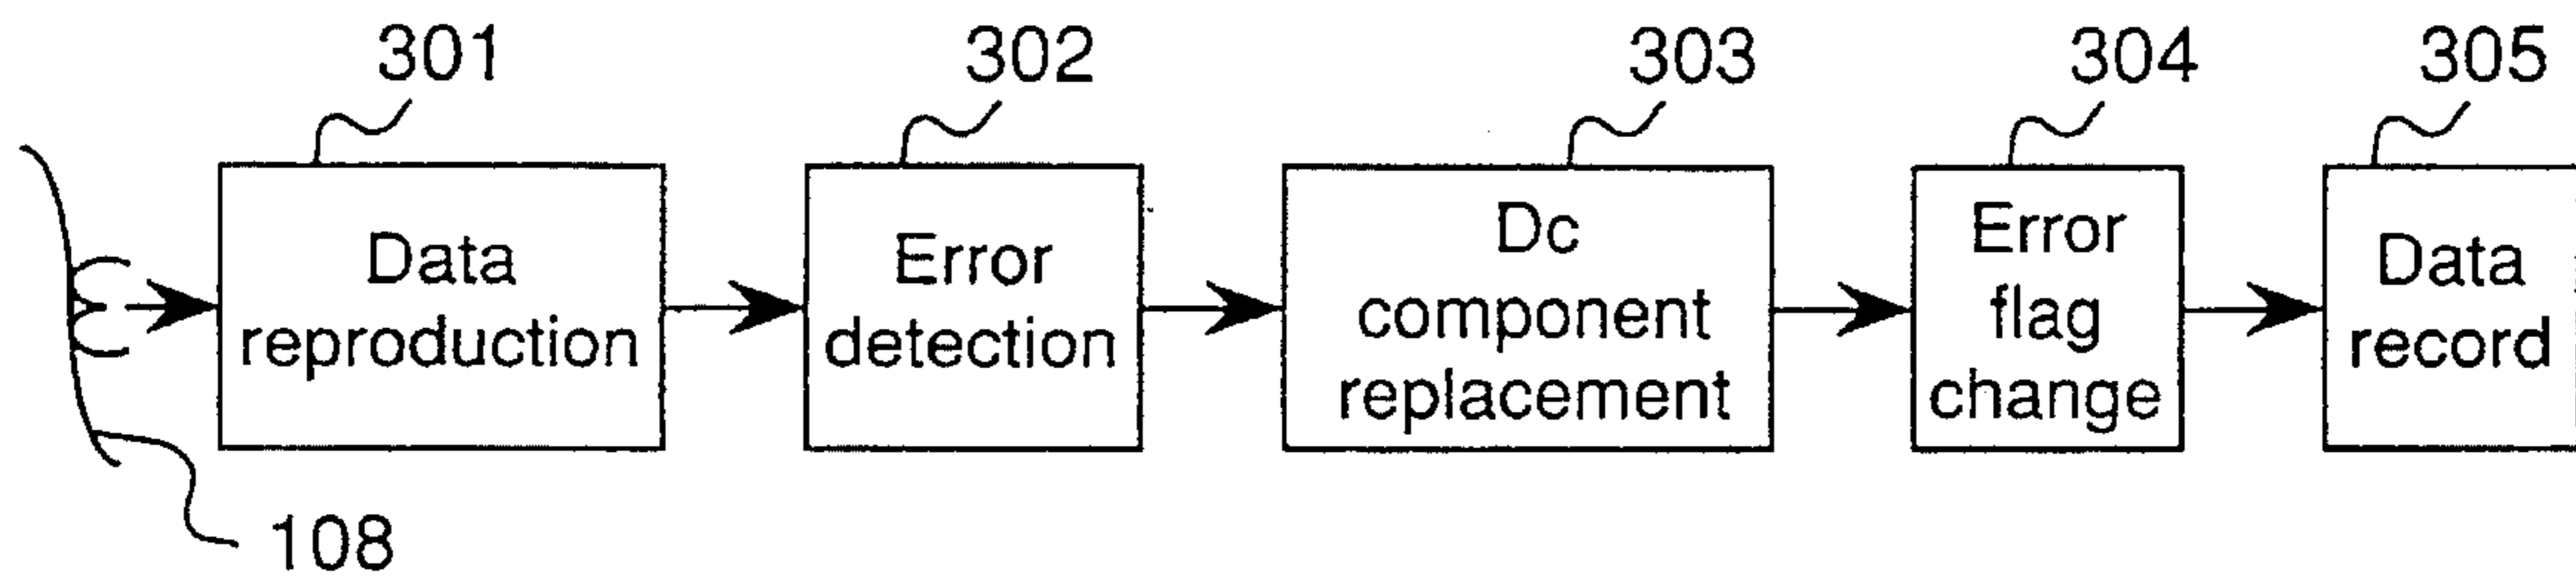 301
302
303
304
305
Data
reproduction
Error
detection
Dc
component
replacement
Error
flag
change
Data
record
108